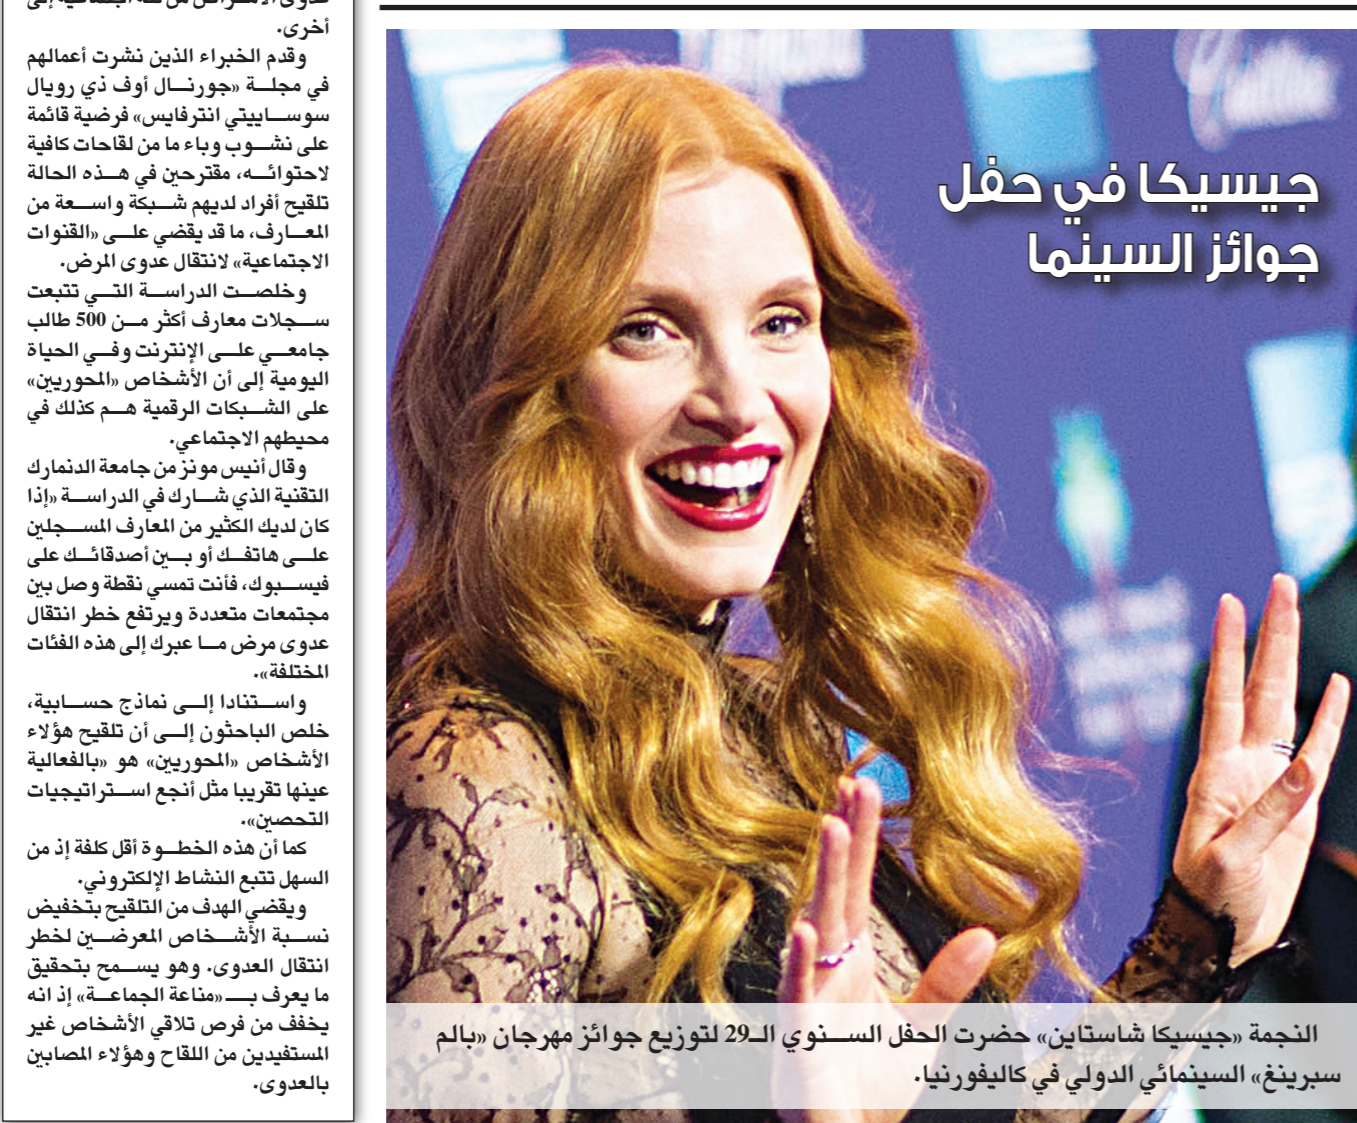 جيسيكا في حفل
جوائز السينما
النجمة «جيسيكا شاستاين» حضرت الحفل السنوي الـ29 لتوزيع جوائز مهرجان «بالم
سبرينغ» السينمائي الدولي في كاليفورنيا.
أخرى.
وقدم الخبراء الذين نشرت أعمالهم
في مجلة «جورنال أوف ذي رويال
سوساييتي انترفايس» فرضية قائمة
على نشوب وباء ما من لقاحات كافية
لاحتوائه، مقترحين في هذه الحالة
تلقيح أفراد لديهم شبكة واسعة من
المعارف، ما قد يقضي على «القنوات
الاجتماعية» لانتقال عدوى المرض.
وخلصت الدراسة التي تتبعت
سجلات معارف أكثر من 500 طالب
جامعي على الإنترنت وفي الحياة
اليومية إلى أن الأشخاص «المحوريين»
على الشبكات الرقمية هم كذلك في
محيطهم الاجتماعي.
وقال أنيس مونز من جامعة الدنمارك
التقنية الذي شارك في الدراسة «إذا
كان لديك الكثير من المعارف المسجلين
على هاتفك أو بين أصدقائك على
فيسبوك، فأنت تمسي نقطة وصل بين
مجتمعات متعددة ويرتفع خطر انتقال
عدوى مرض ما عبرك إلى هذه الفئات
المختلفة».
واستنادا إلى نماذج حسابية،
خلص الباحثون إلى أن تلقيح هؤلاء
الأشخاص «المحوريين» هو «بالفعالية
عينها تقريبا مثل أنجع استراتيجيات
التحصين».
كما أن هذه الخطوة أقل كلفة إذ من
السهل تتبع النشاط الإلكتروني.
ويقضي الهدف من التلقيح بتخفيض
نسبة الأشخاص المعرضين لخطر
انتقال العدوى. وهو يسمح بتحقيق
ما يعرف بـ «مناعة الجماعة» إذ انه
يخفف من فرص تلاقي الأشخاص غير
المستفيدين من اللقاح وهؤلاء المصابين
بالعدوى.